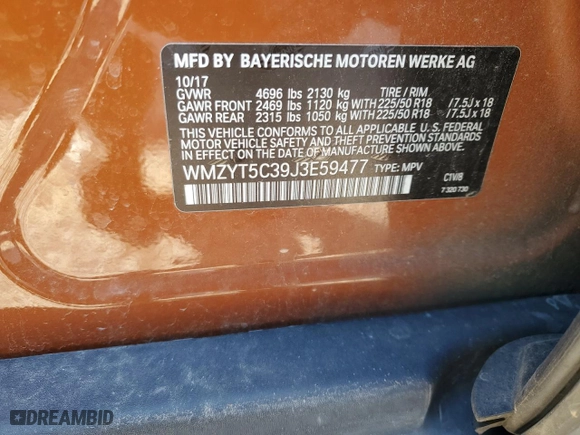 MFD BY BAYERISCHE MOTOREN WERKE AG
10/17
GVWR 4696 lbs 2130 kg TIRE / RIM
GAWR FRONT 2469 lbs 1120 kg WITH 225/50 R18 /7.5J x 18
GAWR REAR 2315 lbs 1050 kg WITH 225/50 R18 /7.5J x 18
THIS VEHICLE CONFORMS TO ALL APPLICABLE U. S. FEDERAL
MOTOR VEHICLE SAFETY AND THEFT PREVENTION STANDARDS
IN EFFECT ON THE DATE OF MANUFACTURE SHOWN ABOVE.
WMZYT5C39J3E59477 TYPE: MPV
CTV/B
7 320 730
DREAMBID